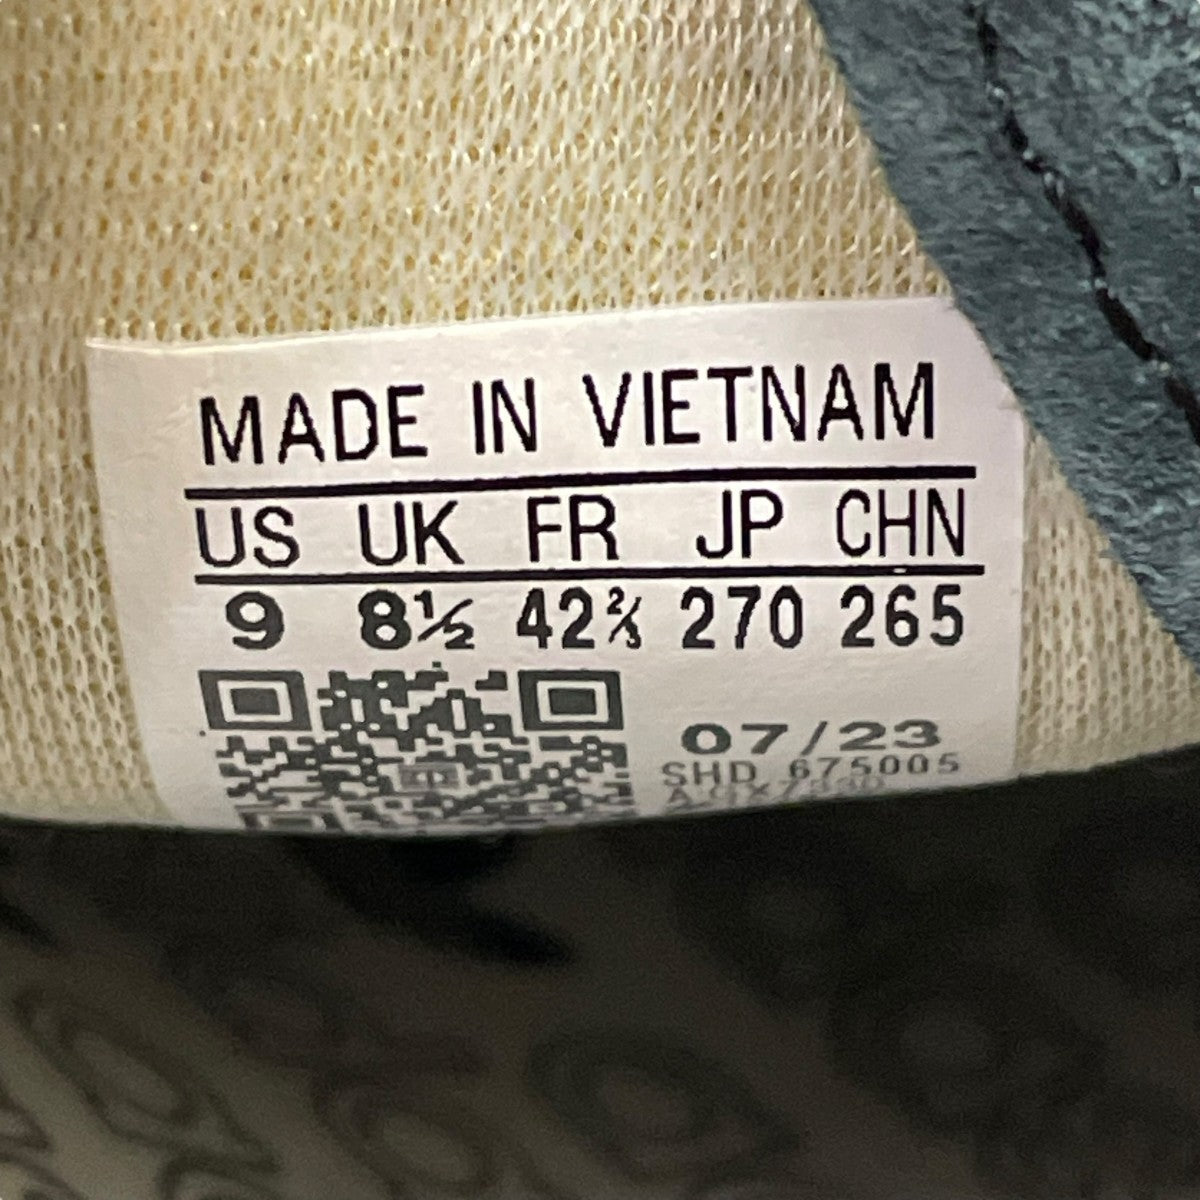 MADE IN VIETNAM
US UK FR JP CHN
9 8½ 42⅔ 270 265
07/23
SHD 675005